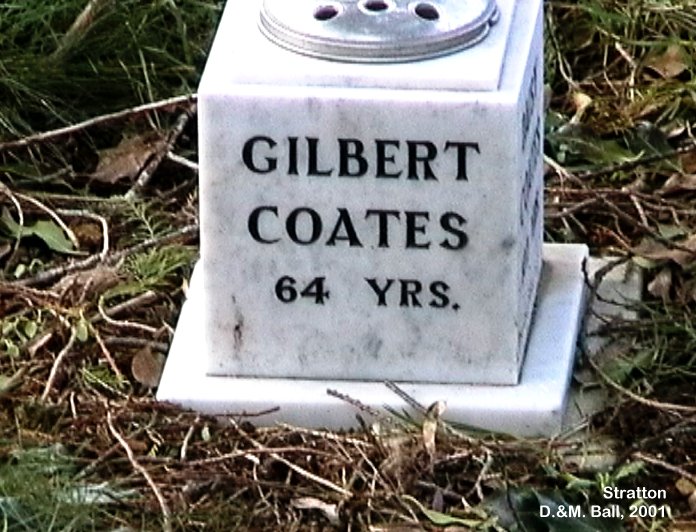 GILBERT
COATES
64 YRS.
Stratton
D.&M. Ball, 2001